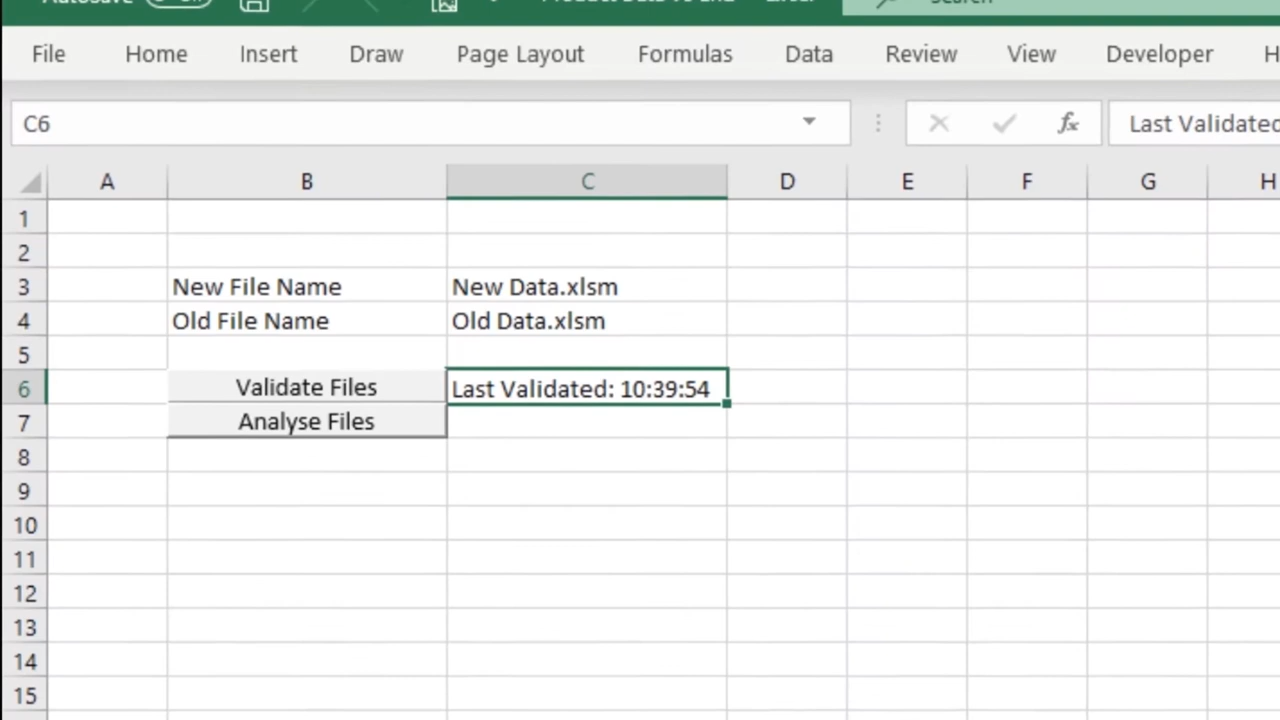 File Home Insert Draw Page Layout Formulas Data Review View Developer H
C6 fx Last Validated
A B C D E F G H
1
2
3 New File Name New Data.xlsm
4 Old File Name Old Data.xlsm
5
6 Validate Files Last Validated: 10:39:54
7 Analyse Files
8
9
10
11
12
13
14
15